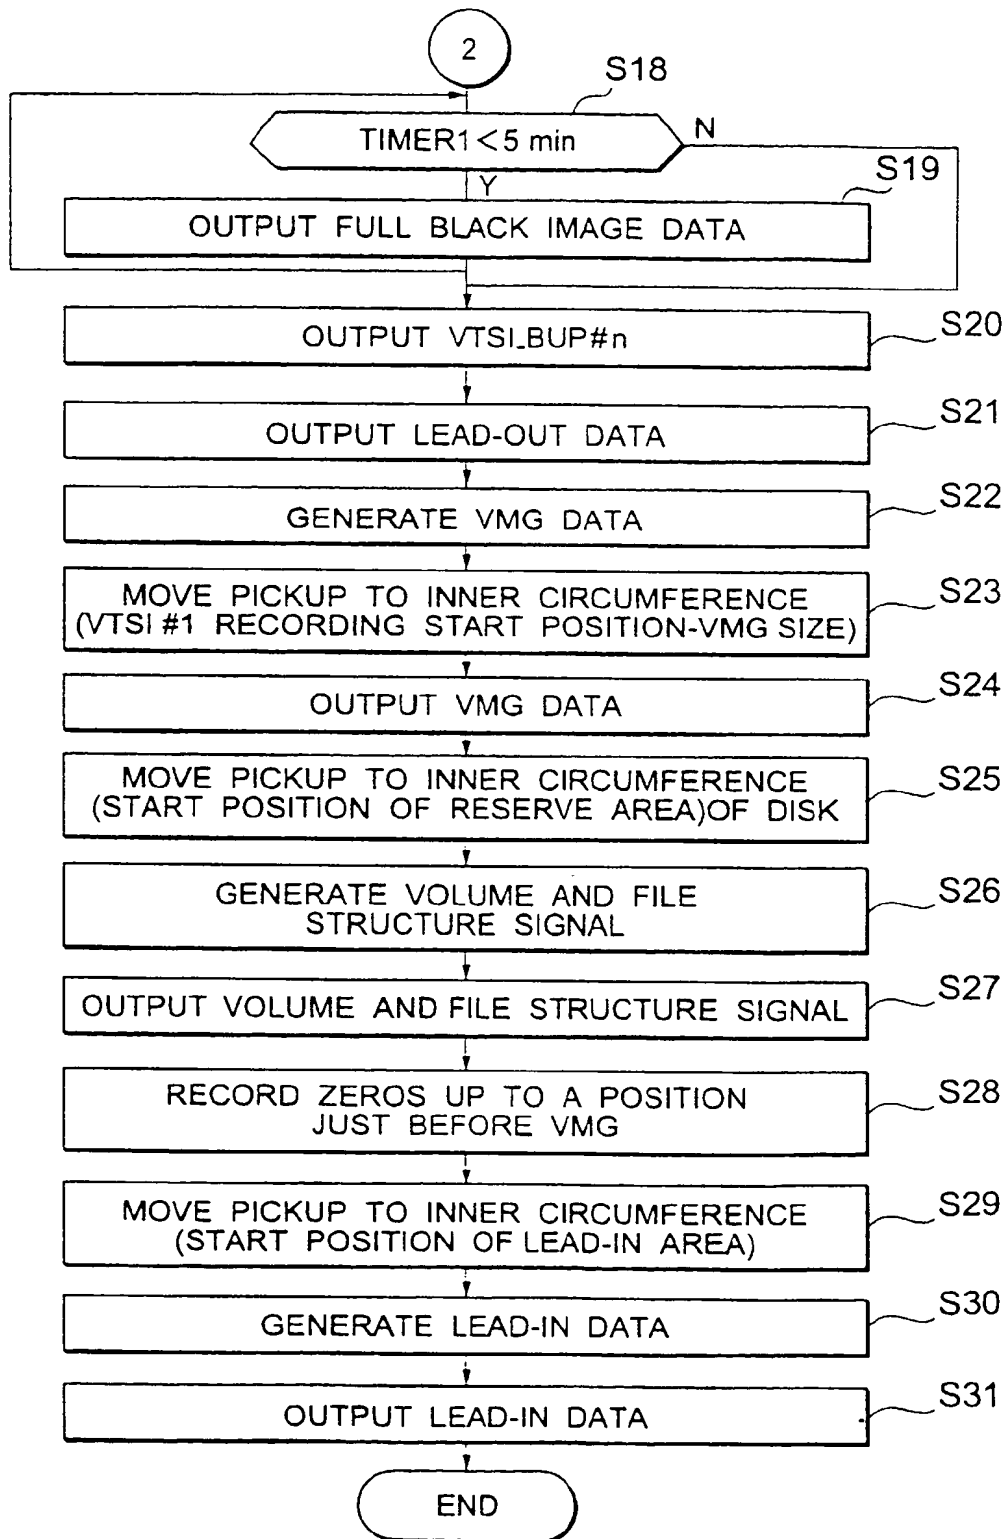 2
S18
TIMER1<5 min
N
Y
S19
OUTPUT FULL BLACK IMAGE DATA
OUTPUT VTSI_BUP#n
S20
OUTPUT LEAD-OUT DATA
S21
GENERATE VMG DATA
S22
MOVE PICKUP TO INNER CIRCUMFERENCE
(VTSI #1 RECORDING START POSITION-VMG SIZE)
S23
OUTPUT VMG DATA
S24
MOVE PICKUP TO INNER CIRCUMFERENCE
(START POSITION OF RESERVE AREA)OF DISK
S25
GENERATE VOLUME AND FILE
STRUCTURE SIGNAL
S26
OUTPUT VOLUME AND FILE STRUCTURE SIGNAL
S27
RECORD ZEROS UP TO A POSITION
JUST BEFORE VMG
S28
MOVE PICKUP TO INNER CIRCUMFERENCE
(START POSITION OF LEAD-IN AREA)
S29
GENERATE LEAD-IN DATA
S30
OUTPUT LEAD-IN DATA
S31
END